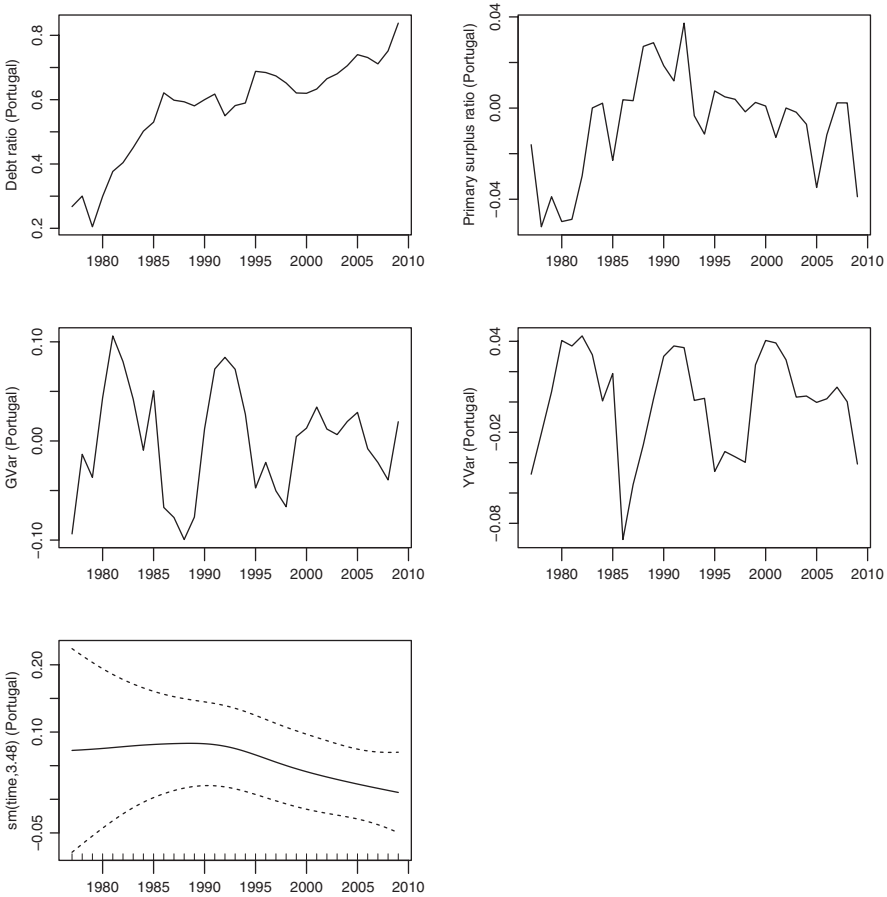 Debt ratio (Portugal)
0.2 0.4 0.6 0.8
1980 1985 1990 1995 2000 2005 2010
Primary surplus ratio (Portugal)
−0.04 0.00 0.04
1980 1985 1990 1995 2000 2005 2010
GVar (Portugal)
−0.10 0.00 0.10
1980 1985 1990 1995 2000 2005 2010
YVar (Portugal)
−0.08 −0.02 0.04
1980 1985 1990 1995 2000 2005 2010
sm(time,3.48) (Portugal)
−0.05 0.10 0.20
1980 1985 1990 1995 2000 2005 2010